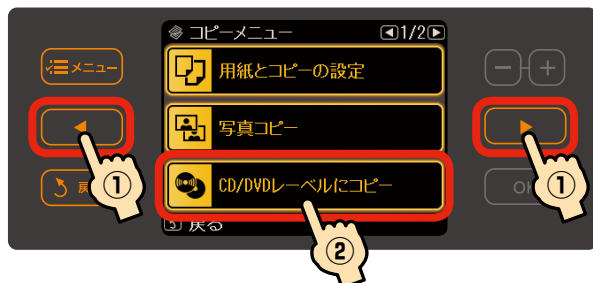 コピーメニュー ◀1/2▶
メニュー
用紙とコピーの設定
− +
写真コピー
◀ ▶
① ①
CD/DVDレーベルにコピー
戻
OK
戻る
②